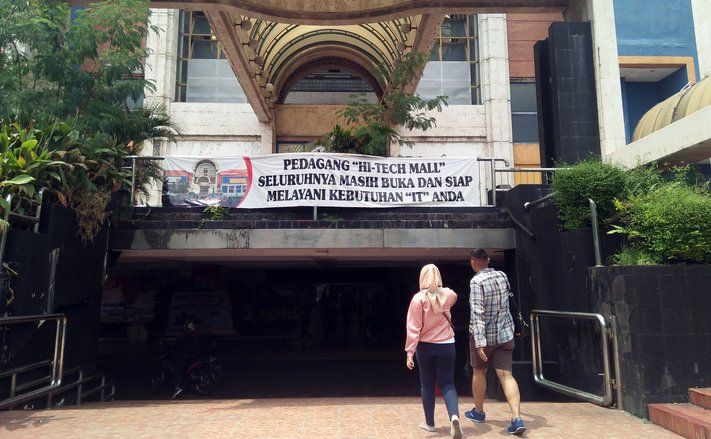 PEDAGANG "HI-TECH MALL"
SELURUHNYA MASIH BUKA DAN SIAP
MELAYANI KEBUTUHAN "IT" ANDA